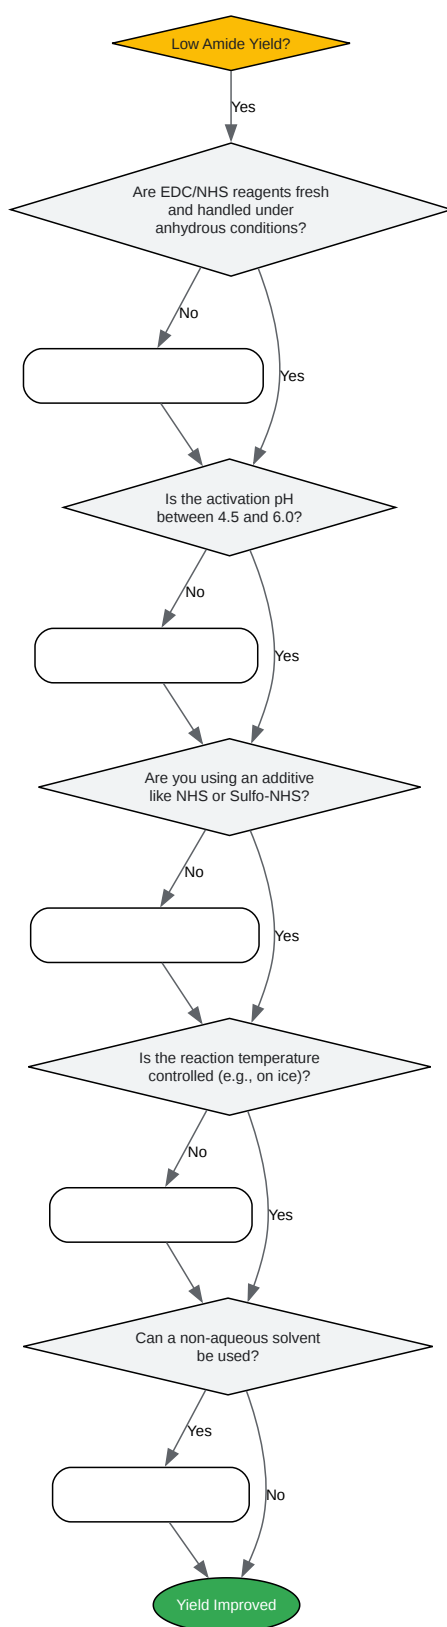 Low Amide Yield?
Yes
Are EDC/NHS reagents fresh
and handled under
anhydrous conditions?
No
Yes
Is the activation pH
between 4.5 and 6.0?
No
Yes
Are you using an additive
like NHS or Sulfo-NHS?
No
Yes
Is the reaction temperature
controlled (e.g., on ice)?
No
Yes
Can a non-aqueous solvent
be used?
Yes
No
Yield Improved